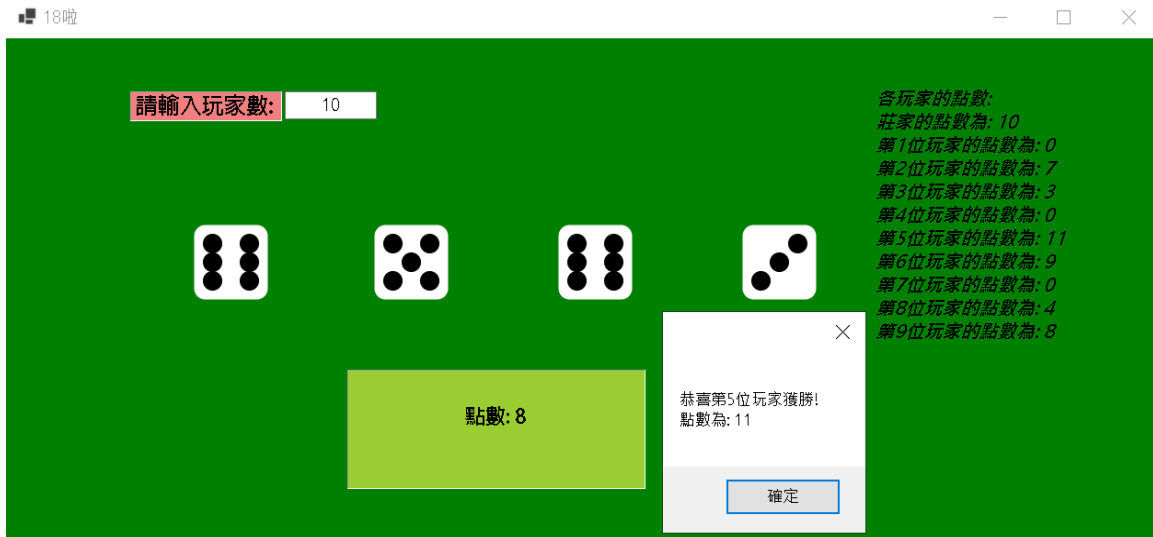 18啦
請輸入玩家數: 10
各玩家的點數:
莊家的點數為: 10
第1位玩家的點數為: 0
第2位玩家的點數為: 7
第3位玩家的點數為: 3
第4位玩家的點數為: 0
第5位玩家的點數為: 11
第6位玩家的點數為: 9
第7位玩家的點數為: 0
第8位玩家的點數為: 4
第9位玩家的點數為: 8
點數: 8
恭喜第5位玩家獲勝!
點數為: 11
確定